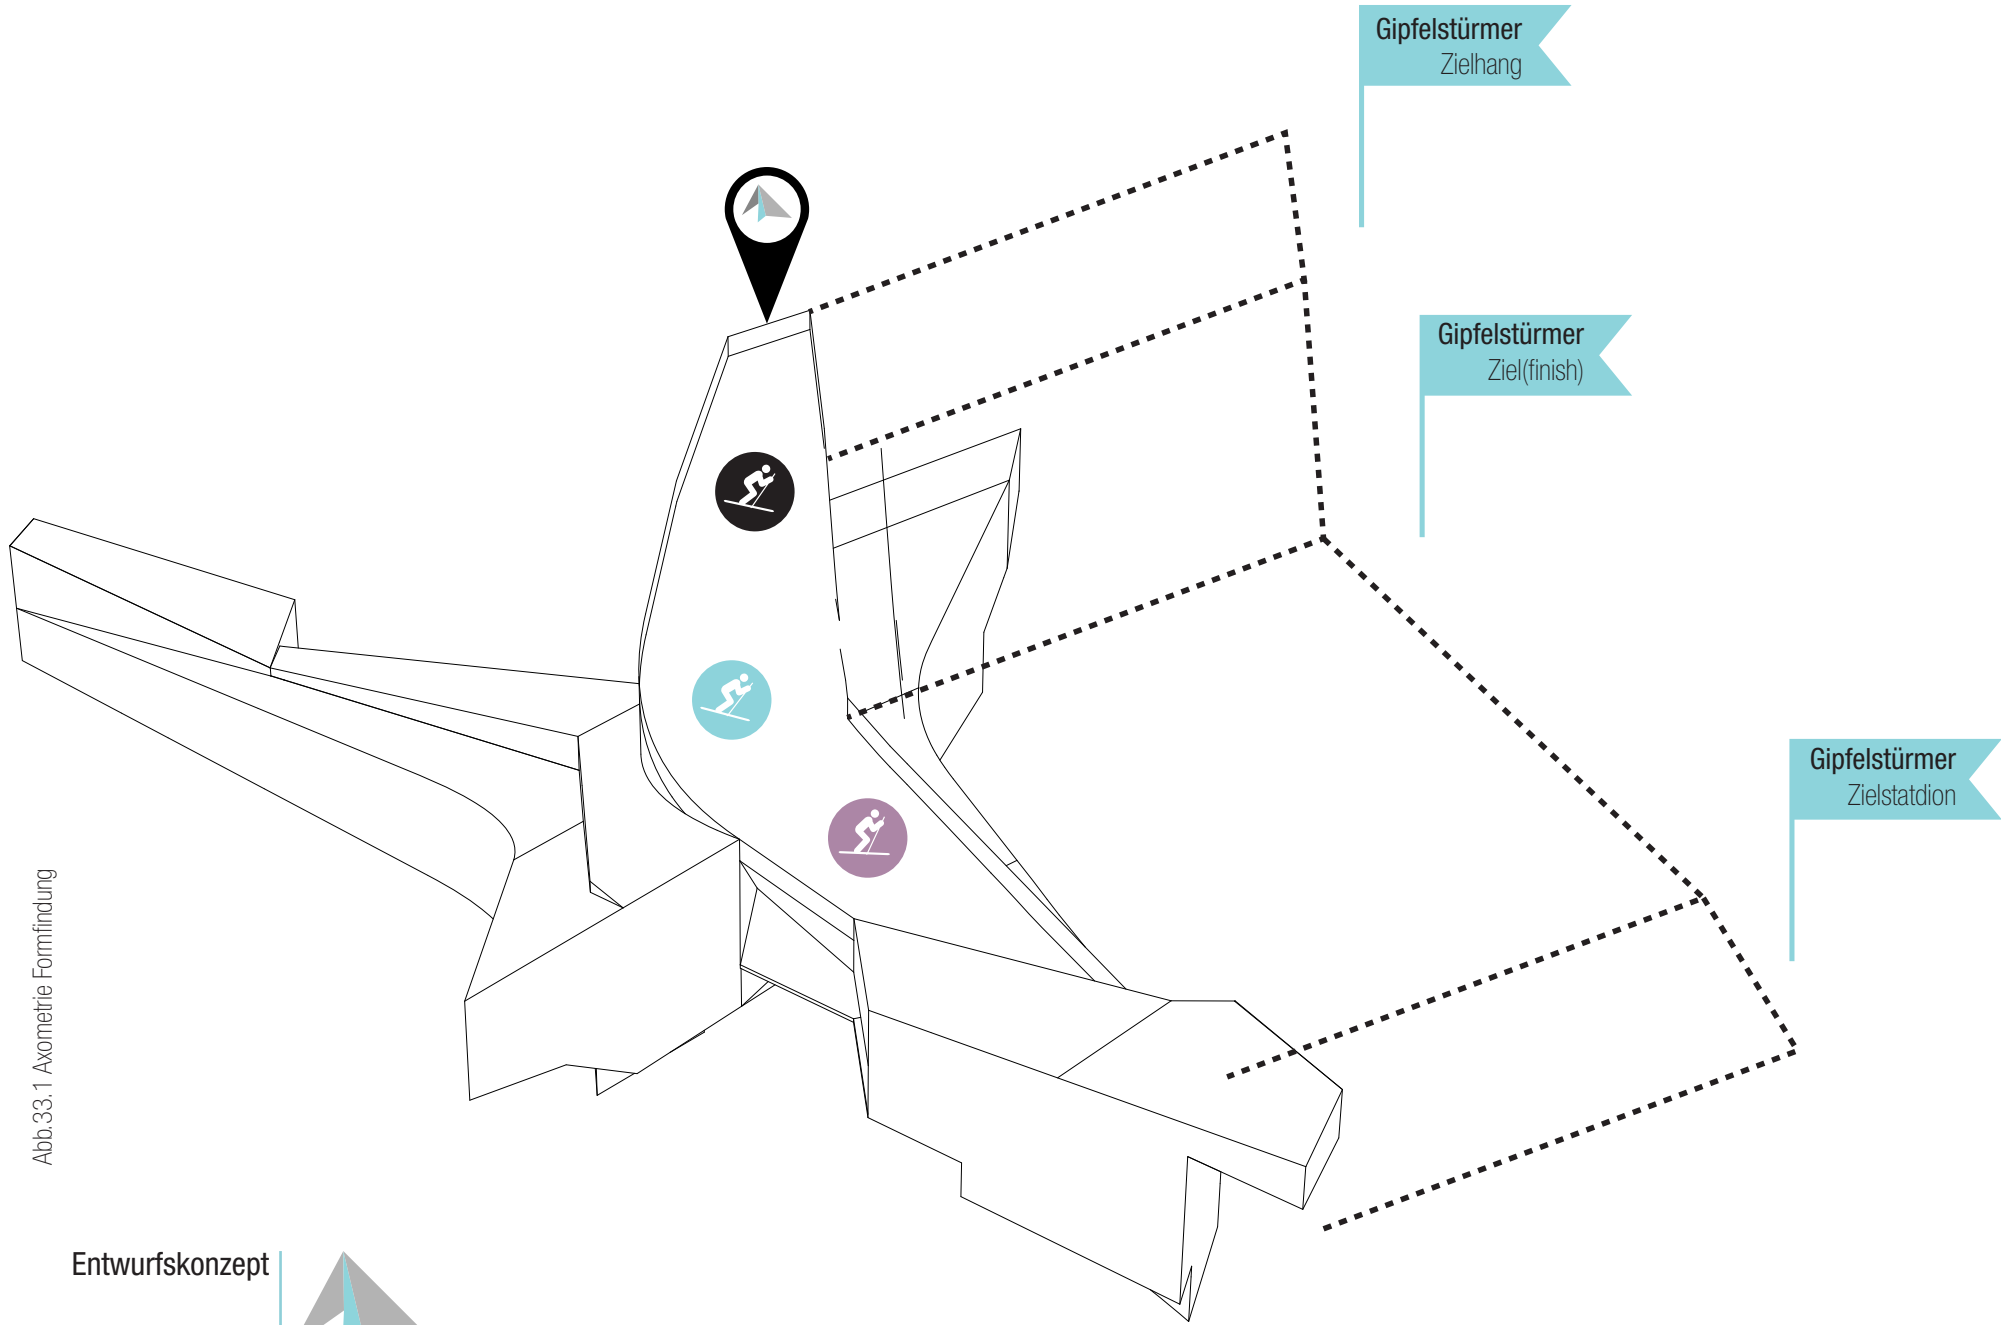 Gipfelstürmer
Zielhang
Gipfelstürmer
Ziel(finish)
Gipfelstürmer
Zielstatdion
Abb.33.1 Axometrie Formfindung
Entwurfskonzept